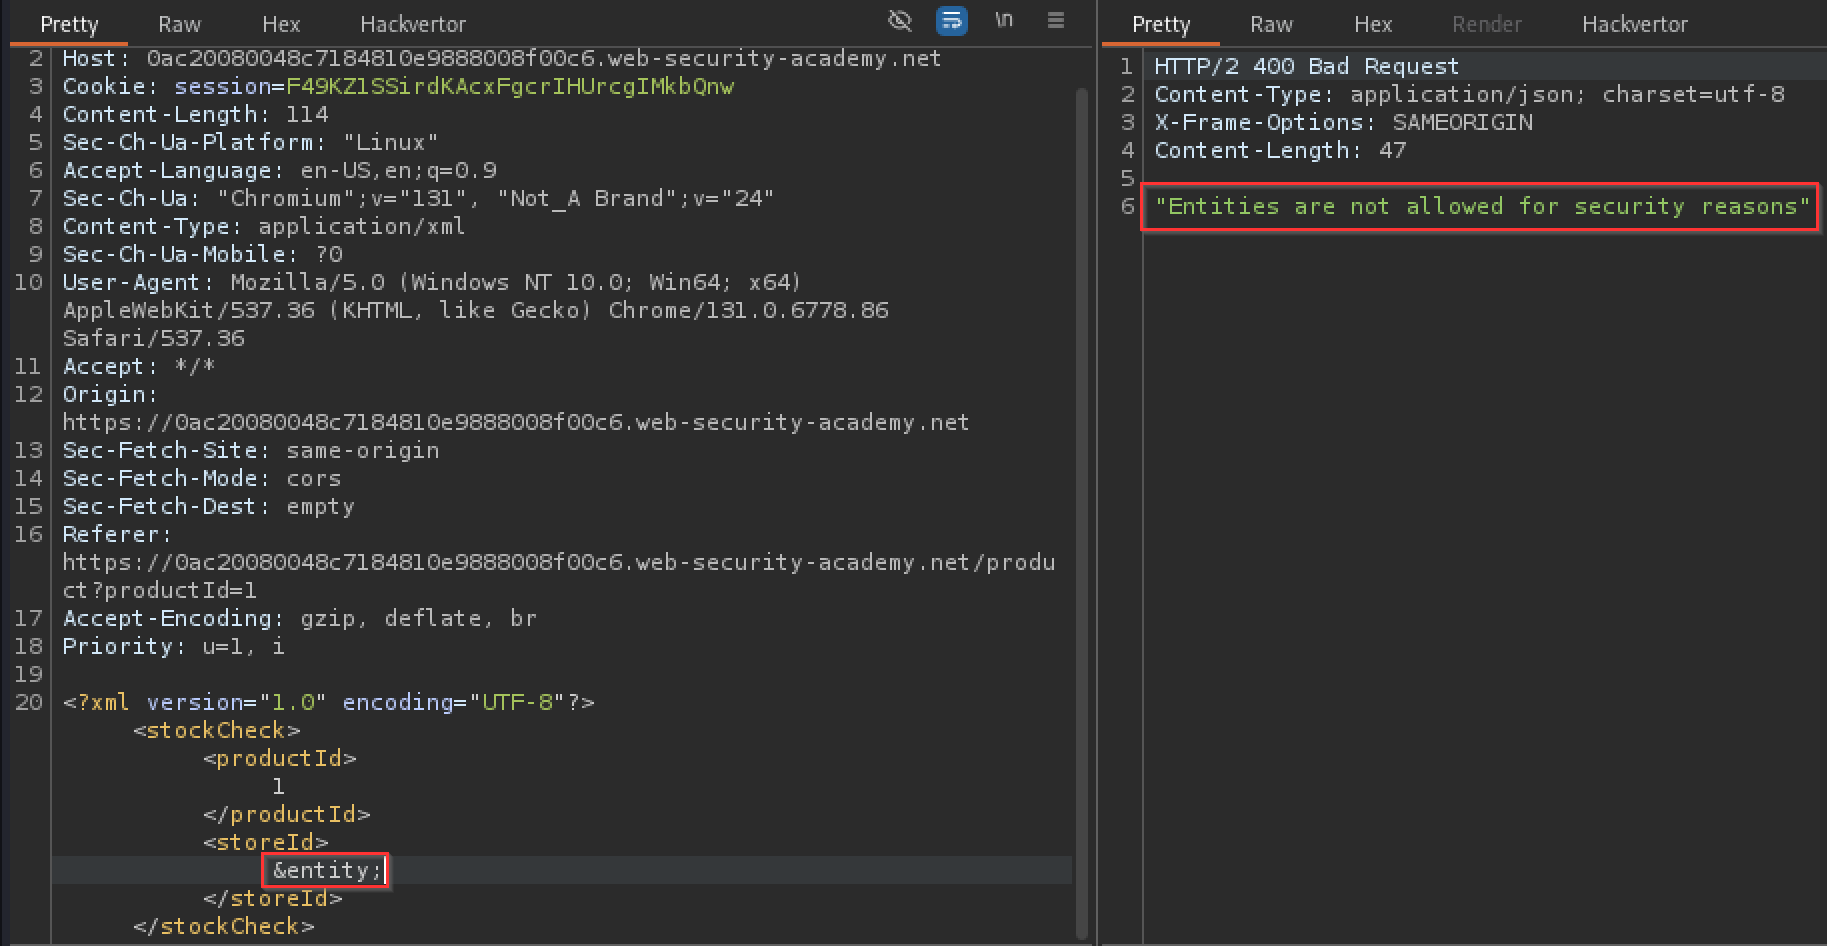 Pretty Raw Hex Hackvertor \n
2 Host: 0ac20080048c7184810e9888008f00c6.web-security-academy.net
3 Cookie: session=F49KZlSSirdKAcxFgcrIHUrcgIMkbQnw
4 Content-Length: 114
5 Sec-Ch-Ua-Platform: "Linux"
6 Accept-Language: en-US,en;q=0.9
7 Sec-Ch-Ua: "Chromium";v="131", "Not_A Brand";v="24"
8 Content-Type: application/xml
9 Sec-Ch-Ua-Mobile: ?0
10 User-Agent: Mozilla/5.0 (Windows NT 10.0; Win64; x64)
AppleWebKit/537.36 (KHTML, like Gecko) Chrome/131.0.6778.86
Safari/537.36
11 Accept: */*
12 Origin:
https://0ac20080048c7184810e9888008f00c6.web-security-academy.net
13 Sec-Fetch-Site: same-origin
14 Sec-Fetch-Mode: cors
15 Sec-Fetch-Dest: empty
16 Referer:
https://0ac20080048c7184810e9888008f00c6.web-security-academy.net/produ
ct?productId=1
17 Accept-Encoding: gzip, deflate, br
18 Priority: u=1, i
19
20 <?xml version="1.0" encoding="UTF-8"?>
<stockCheck>
<productId>
1
</productId>
<storeId>
&entity;
</storeId>
</stockCheck>
Pretty Raw Hex Render Hackvertor
1 HTTP/2 400 Bad Request
2 Content-Type: application/json; charset=utf-8
3 X-Frame-Options: SAMEORIGIN
4 Content-Length: 47
5
6 "Entities are not allowed for security reasons"